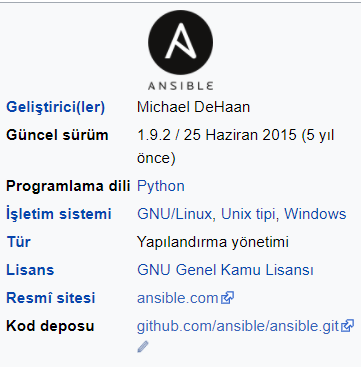 ANSIBLE
Geliştirici(ler) Michael DeHaan
Güncel sürüm 1.9.2 / 25 Haziran 2015 (5 yıl
önce)
Programlama dili Python
İşletim sistemi GNU/Linux, Unix tipi, Windows
Tür Yapılandırma yönetimi
Lisans GNU Genel Kamu Lisansı
Resmî sitesi ansible.com
Kod deposu github.com/ansible/ansible.git